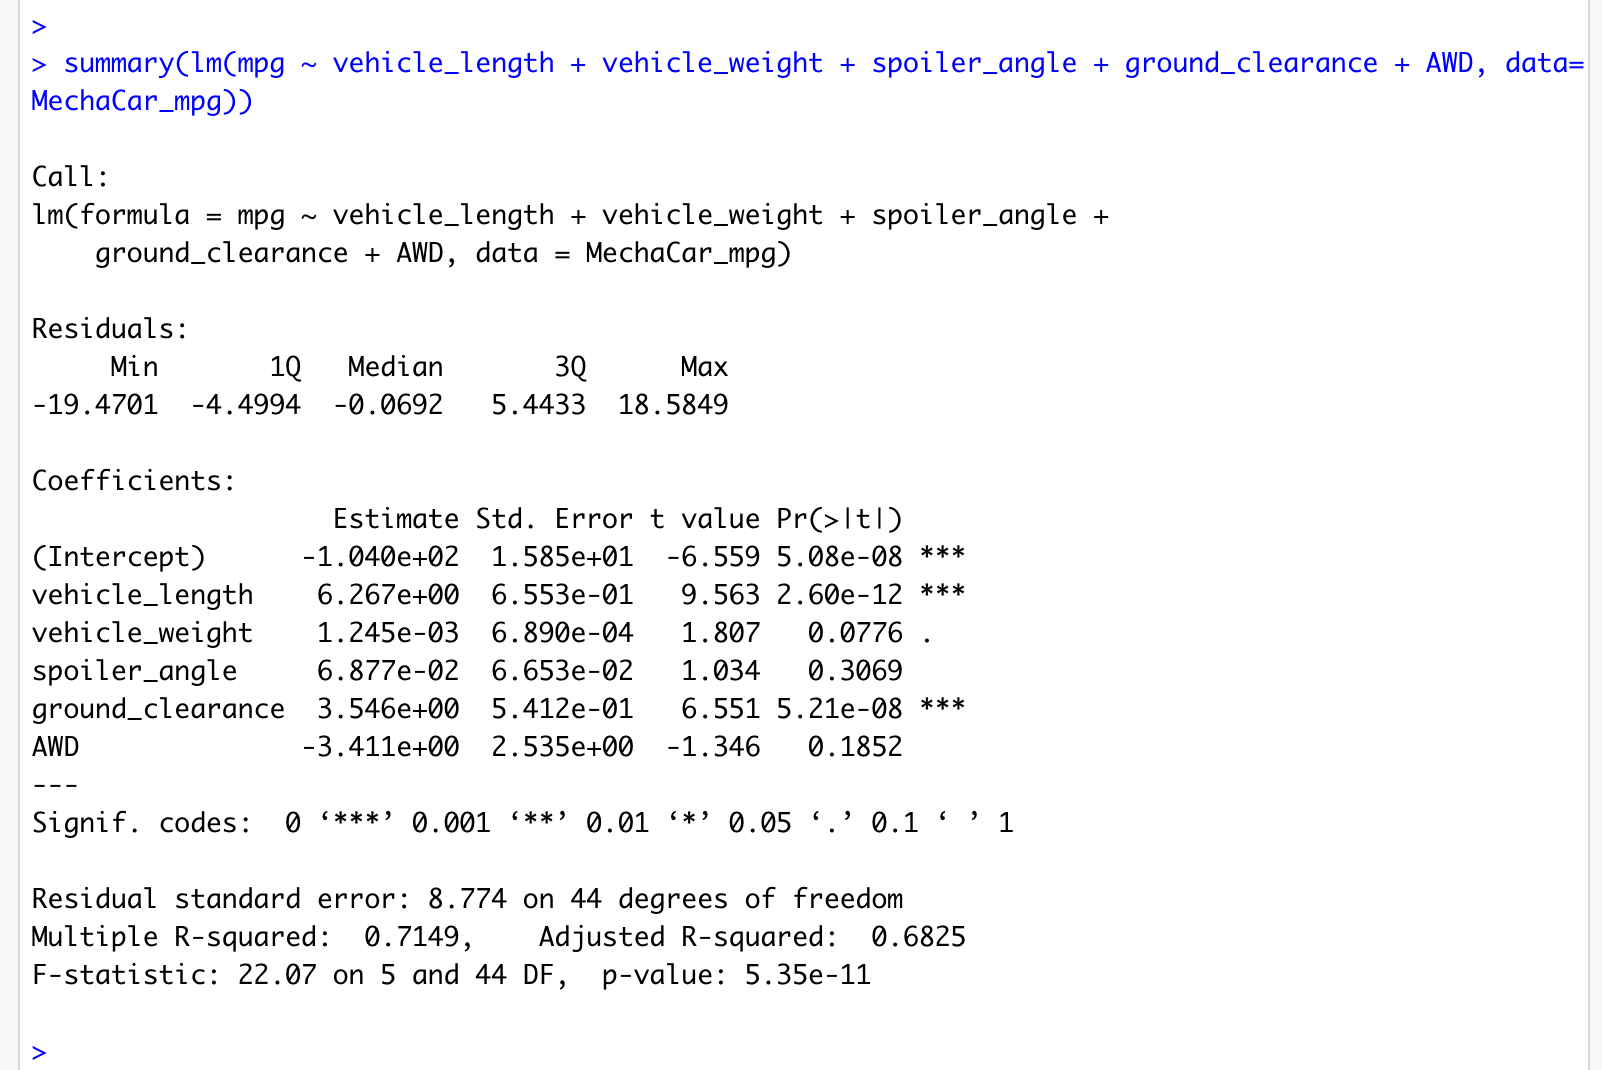 >
> summary(lm(mpg ~ vehicle_length + vehicle_weight + spoiler_angle + ground_clearance + AWD, data=
MechaCar_mpg))
Call:
lm(formula = mpg ~ vehicle_length + vehicle_weight + spoiler_angle +
    ground_clearance + AWD, data = MechaCar_mpg)
Residuals:
     Min       1Q   Median       3Q      Max
-19.4701  -4.4994  -0.0692   5.4433  18.5849
Coefficients:
                   Estimate Std. Error t value Pr(>|t|)
(Intercept)      -1.040e+02  1.585e+01  -6.559 5.08e-08 ***
vehicle_length    6.267e+00  6.553e-01   9.563 2.60e-12 ***
vehicle_weight    1.245e-03  6.890e-04   1.807   0.0776 .
spoiler_angle     6.877e-02  6.653e-02   1.034   0.3069
ground_clearance  3.546e+00  5.412e-01   6.551 5.21e-08 ***
AWD              -3.411e+00  2.535e+00  -1.346   0.1852
---
Signif. codes:  0 ‘***’ 0.001 ‘**’ 0.01 ‘*’ 0.05 ‘.’ 0.1 ‘ ’ 1
Residual standard error: 8.774 on 44 degrees of freedom
Multiple R-squared:  0.7149,    Adjusted R-squared:  0.6825
F-statistic: 22.07 on 5 and 44 DF,  p-value: 5.35e-11
>